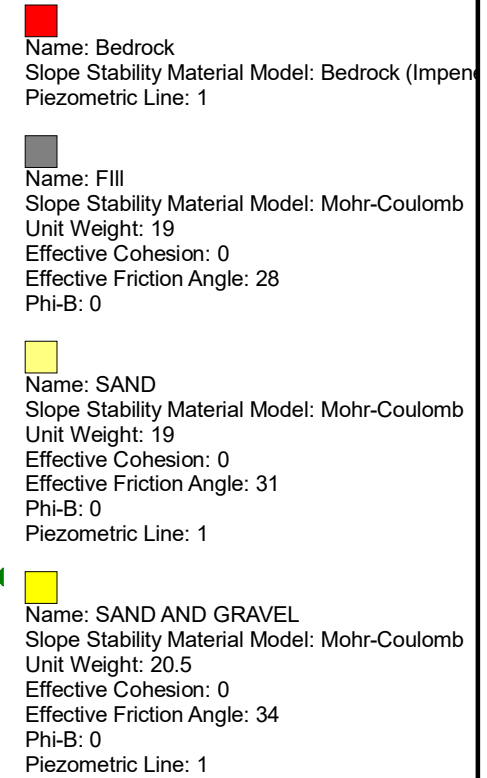 Name: Bedrock
Slope Stability Material Model: Bedrock (Impen
Piezometric Line: 1
Name: FIll
Slope Stability Material Model: Mohr-Coulomb
Unit Weight: 19
Effective Cohesion: 0
Effective Friction Angle: 28
Phi-B: 0
Name: SAND
Slope Stability Material Model: Mohr-Coulomb
Unit Weight: 19
Effective Cohesion: 0
Effective Friction Angle: 31
Phi-B: 0
Piezometric Line: 1
Name: SAND AND GRAVEL
Slope Stability Material Model: Mohr-Coulomb
Unit Weight: 20.5
Effective Cohesion: 0
Effective Friction Angle: 34
Phi-B: 0
Piezometric Line: 1